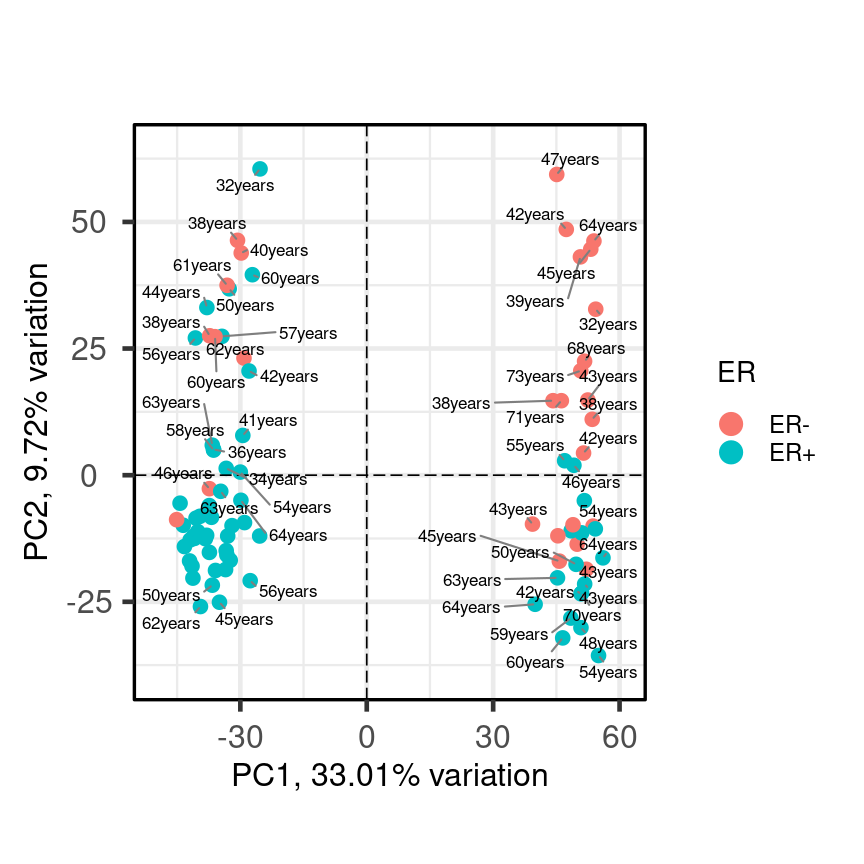 47years
32years
42years
38years
64years
40years
61years
45years
60years
44years
50years
39years
38years
57years
32years
56years
62years
68years
60years
42years
73years
43years
63years
38years
38years
71years
41years
58years
42years
36years
55years
46years
34years
46years
63years
54years
43years
54years
64years
45years
50years
64years
63years
43years
50years
56years
42years
43years
64years
70years
62years
45years
59years
48years
60years
54years
50
25
0
-25
-30
0
30
60
PC1, 33.01% variation
PC2, 9.72% variation
ER
ER-
ER+